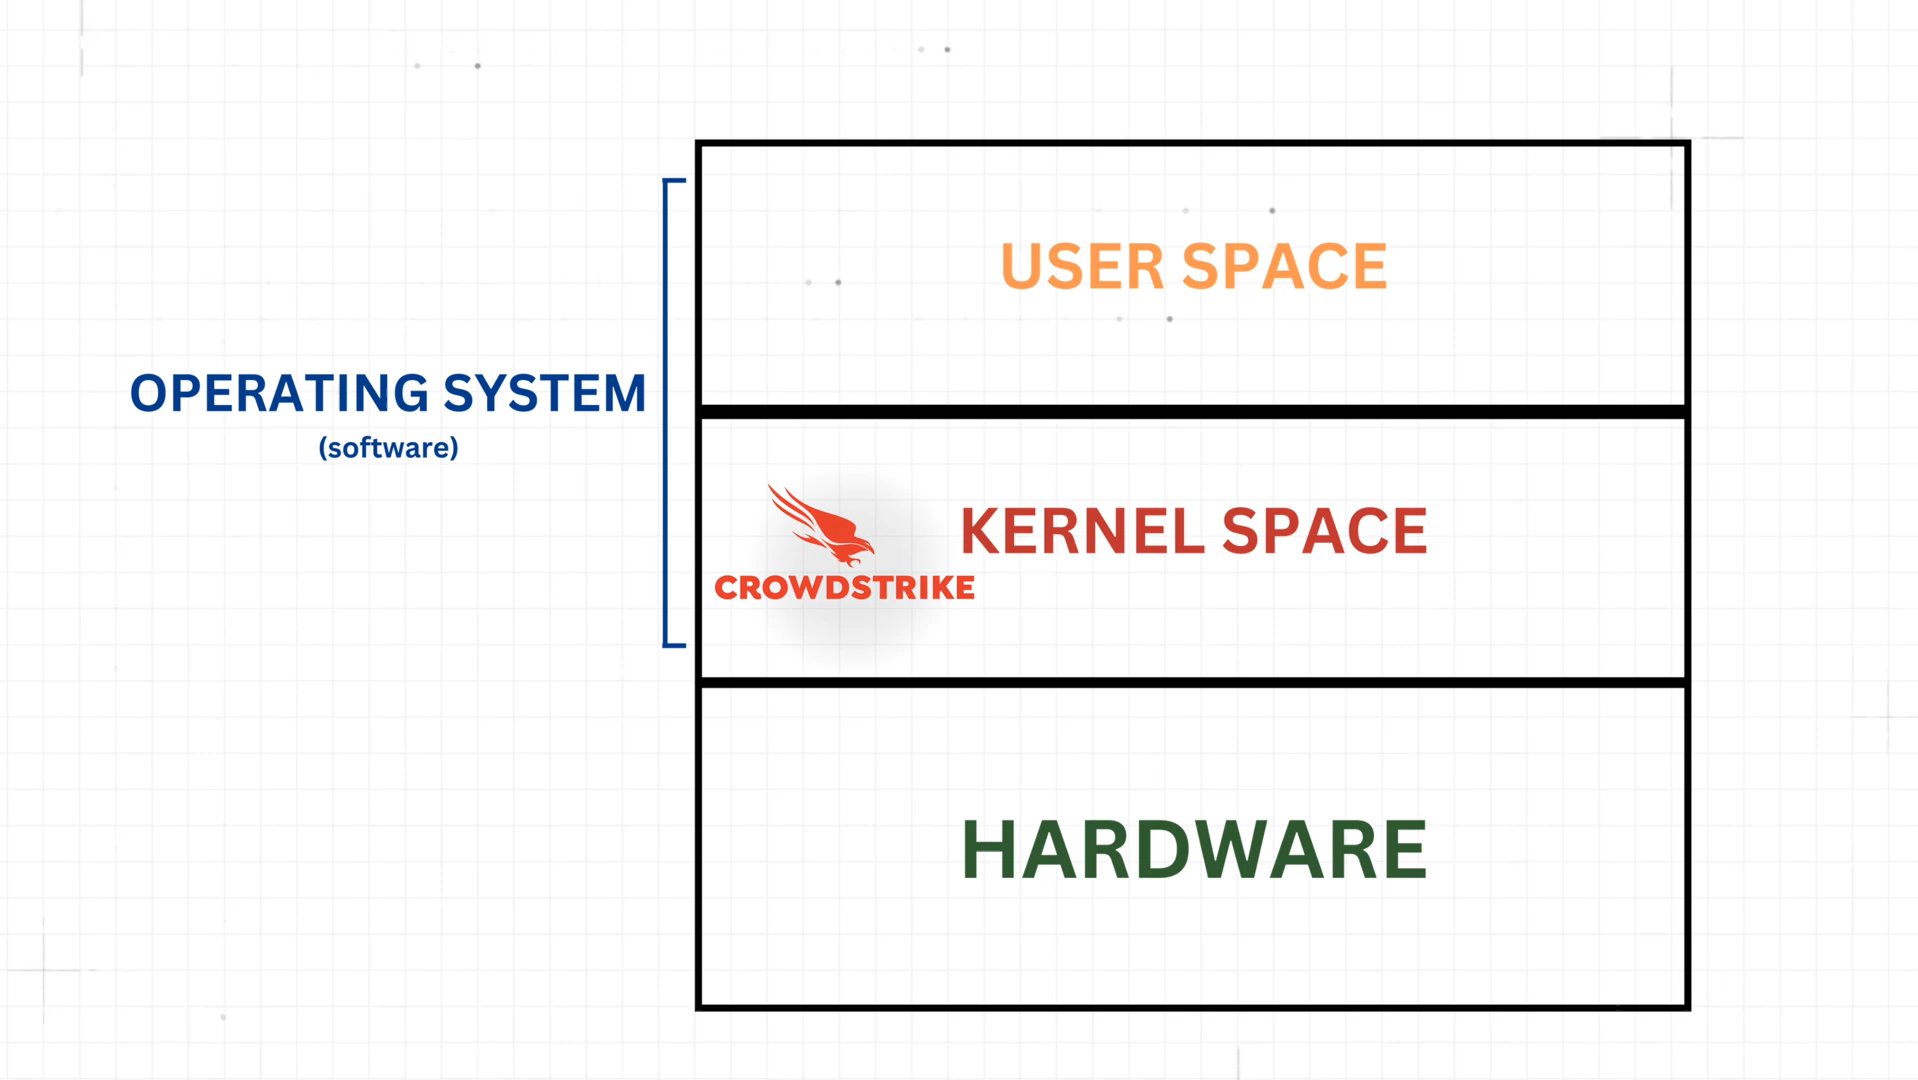 USER SPACE
OPERATING SYSTEM
(software)
KERNEL SPACE
CROWDSTRIKE
HARDWARE